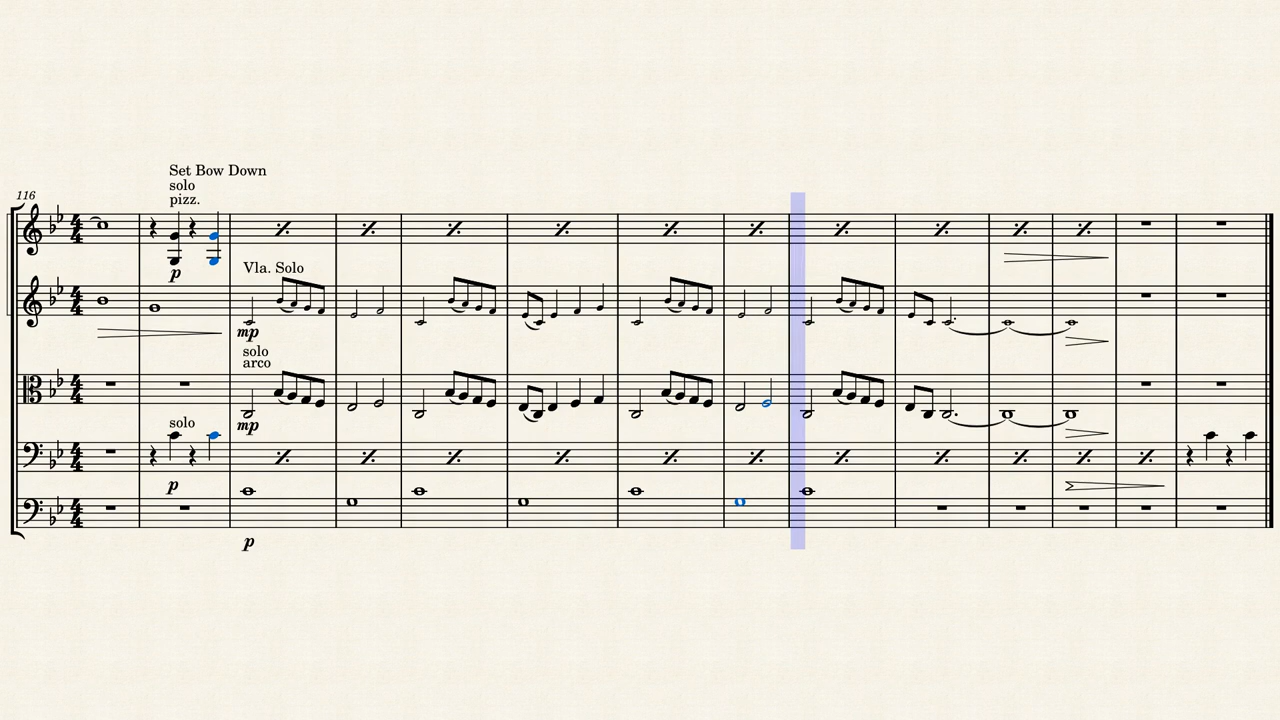 Set Bow Down
116
solo
pizz.
p
Vla. Solo
mp
solo
arco
mp
solo
p
p